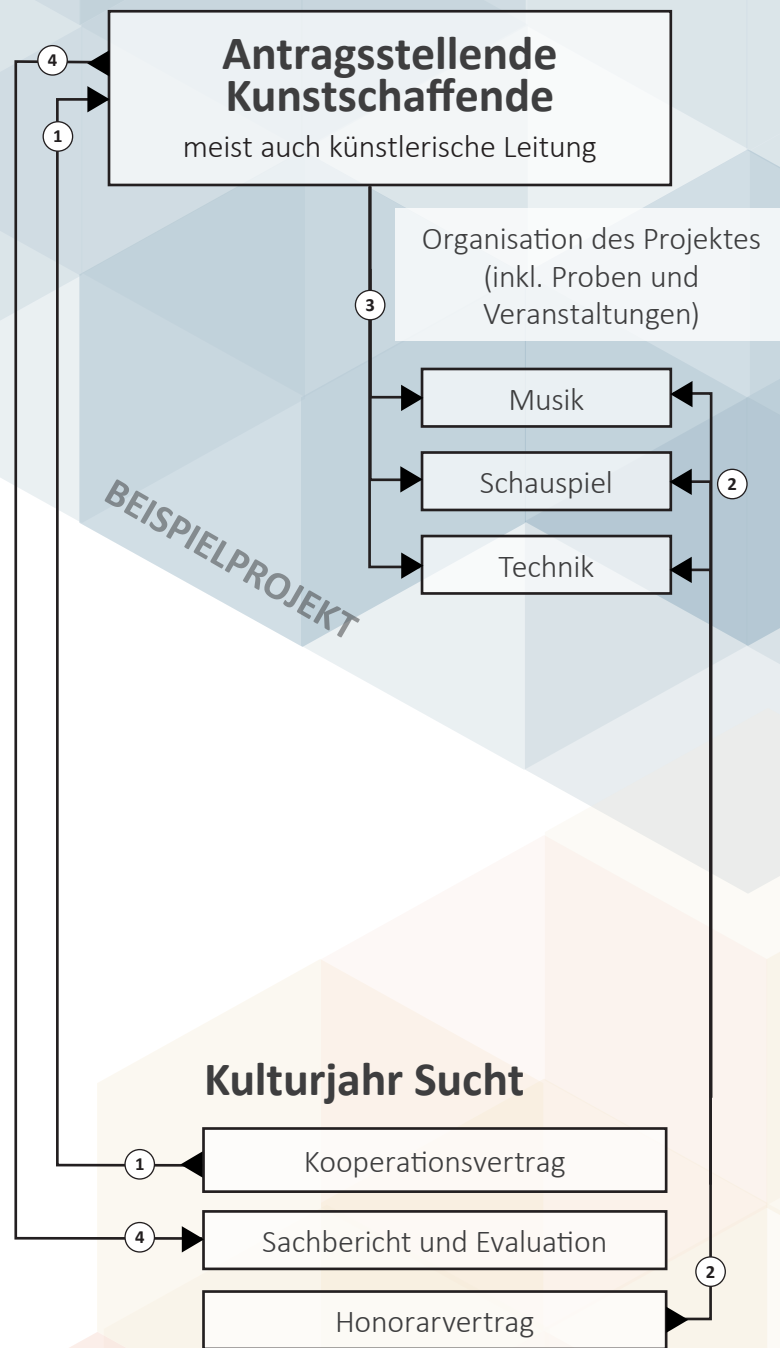 Antragsstellende
Kunstschaffende
meist auch künstlerische Leitung
4
1
Organisation des Projektes
(inkl. Proben und
Veranstaltungen)
3
Musik
Schauspiel
2
Technik
BEISPIELPROJEKT
Kulturjahr Sucht
1
Kooperationsvertrag
4
Sachbericht und Evaluation
2
Honorarvertrag